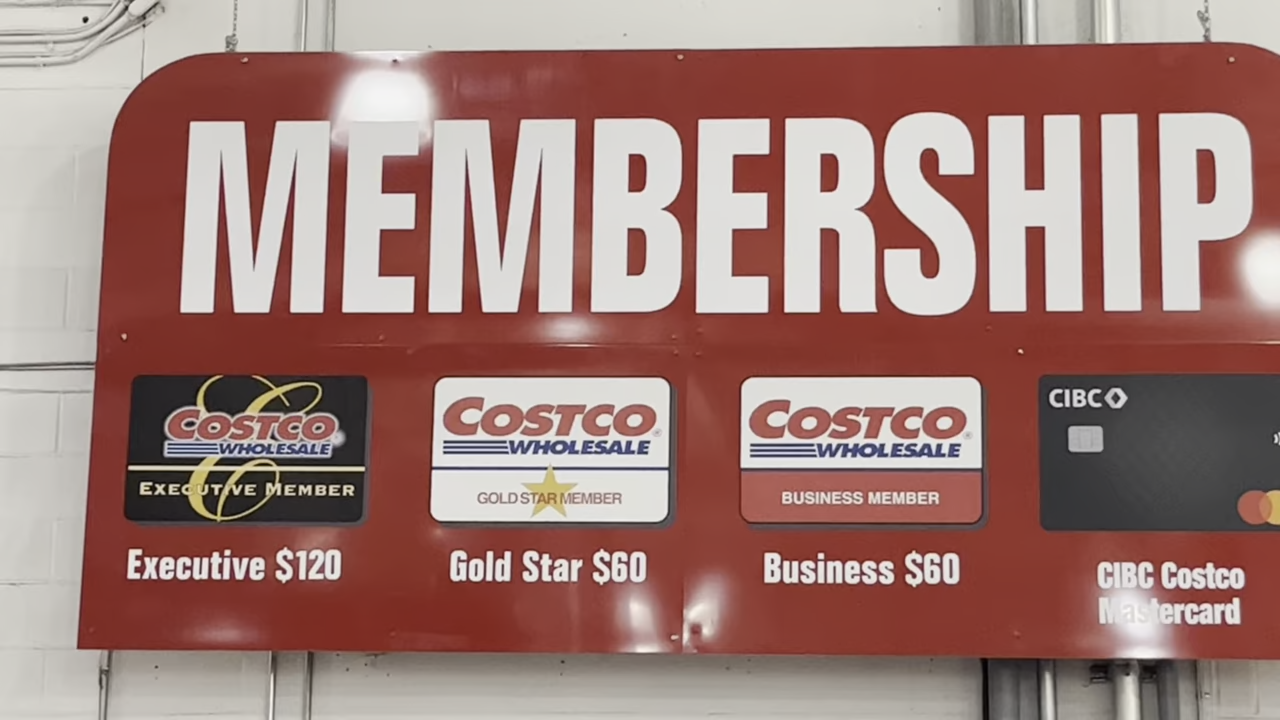 MEMBERSHIP
COSTCO
WHOLESALE
EXECUTIVE MEMBER
COSTCO
WHOLESALE
GOLD STAR MEMBER
COSTCO
WHOLESALE
BUSINESS MEMBER
CIBC
Executive $120
Gold Star $60
Business $60
CIBC Costco
Mastercard